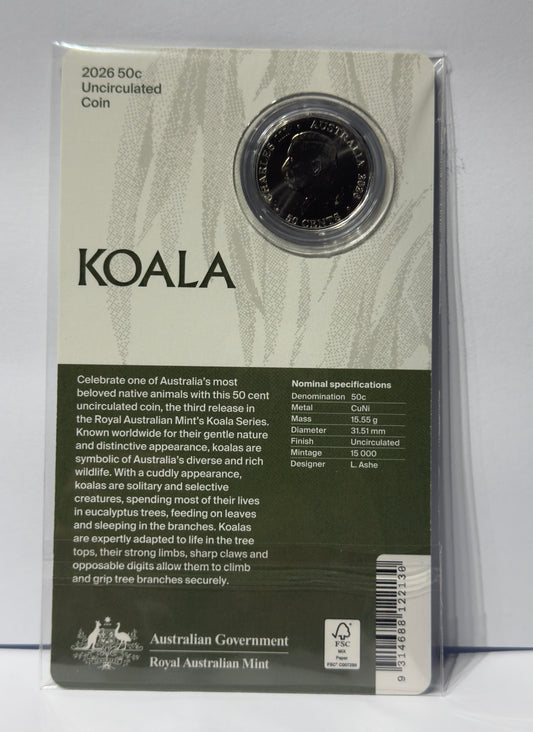 2026 50c
Uncirculated
Coin
CHARLES III • AUSTRALIA 2026
50 CENTS
KOALA
Celebrate one of Australia's most
beloved native animals with this 50 cent
uncirculated coin, the third release in
the Royal Australian Mint's Koala Series.
Known worldwide for their gentle nature
and distinctive appearance, koalas are
symbolic of Australia's diverse and rich
wildlife. With a cuddly appearance,
koalas are solitary and selective
creatures, spending most of their lives
in eucalyptus trees, feeding on leaves
and sleeping in the branches. Koalas
are expertly adapted to life in the tree
tops, their strong limbs, sharp claws and
opposable digits allow them to climb
and grip tree branches securely.
Nominal specifications
Denomination 50c
Metal CuNi
Mass 15.55 g
Diameter 31.51 mm
Finish Uncirculated
Mintage 15 000
Designer L. Ashe
Australian Government
Royal Australian Mint
FSC
MIX
Paper
FSC® C007299
9 314688 122130